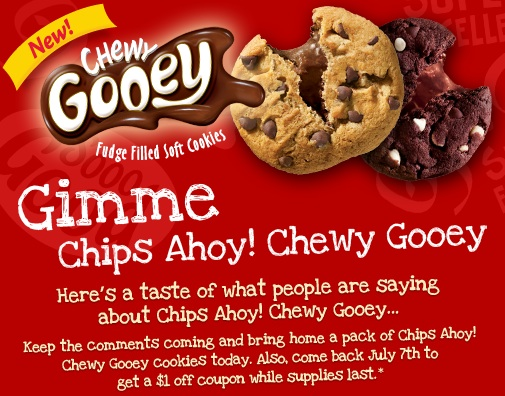 New!
CHEWY
Gooey
Fudge Filled Soft Cookies
Gimme
Chips Ahoy! Chewy Gooey
Here's a taste of what people are saying
about Chips Ahoy! Chewy Gooey...
Keep the comments coming and bring home a pack of Chips Ahoy!
Chewy Gooey cookies today. Also, come back July 7th to
get a $1 off coupon while supplies last.*